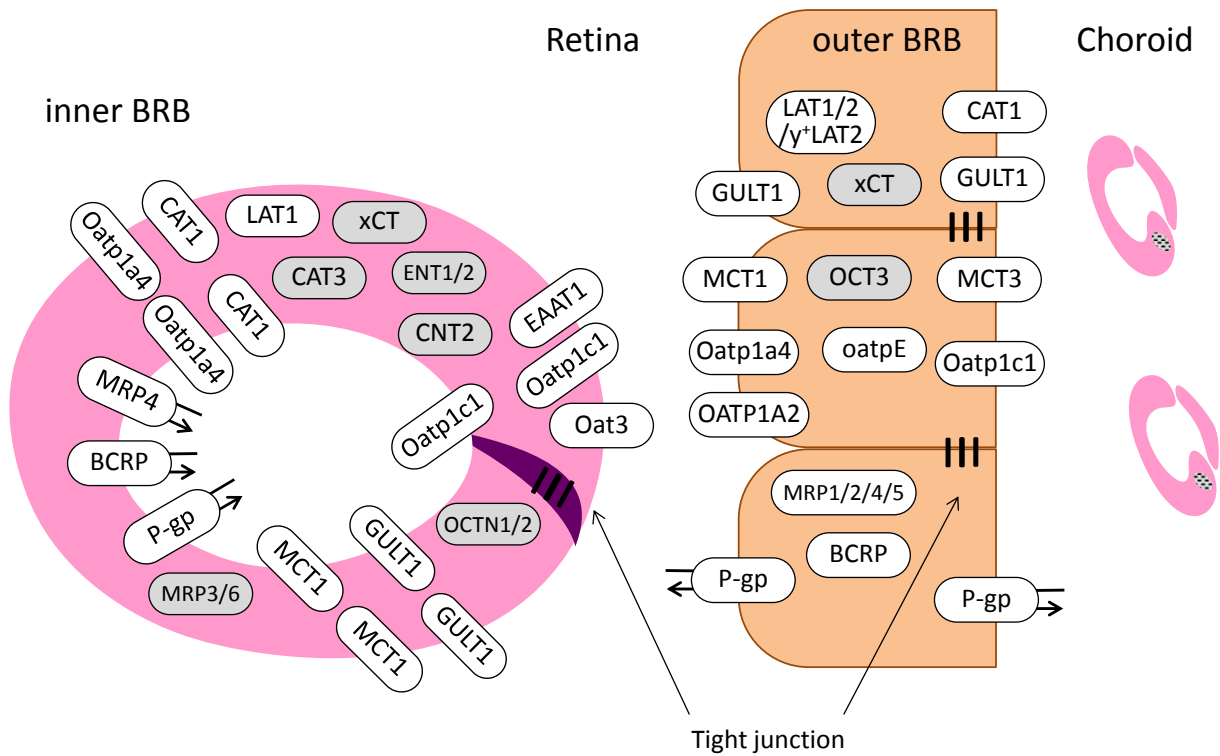 Retina
outer BRB
Choroid
inner BRB
LAT1/2
/y⁺LAT2
CAT1
GULT1
xCT
GULT1
CAT1
LAT1
xCT
Oatp1a4
CAT3
ENT1/2
MCT1
OCT3
MCT3
CAT1
EAAT1
Oatp1a4
CNT2
Oatp1c1
Oatp1a4
oatpE
Oatp1c1
MRP4
Oatp1c1
Oat3
OATP1A2
BCRP
MRP1/2/4/5
P-gp
OCTN1/2
GULT1
BCRP
MCT1
P-gp
P-gp
MRP3/6
GULT1
MCT1
Tight junction